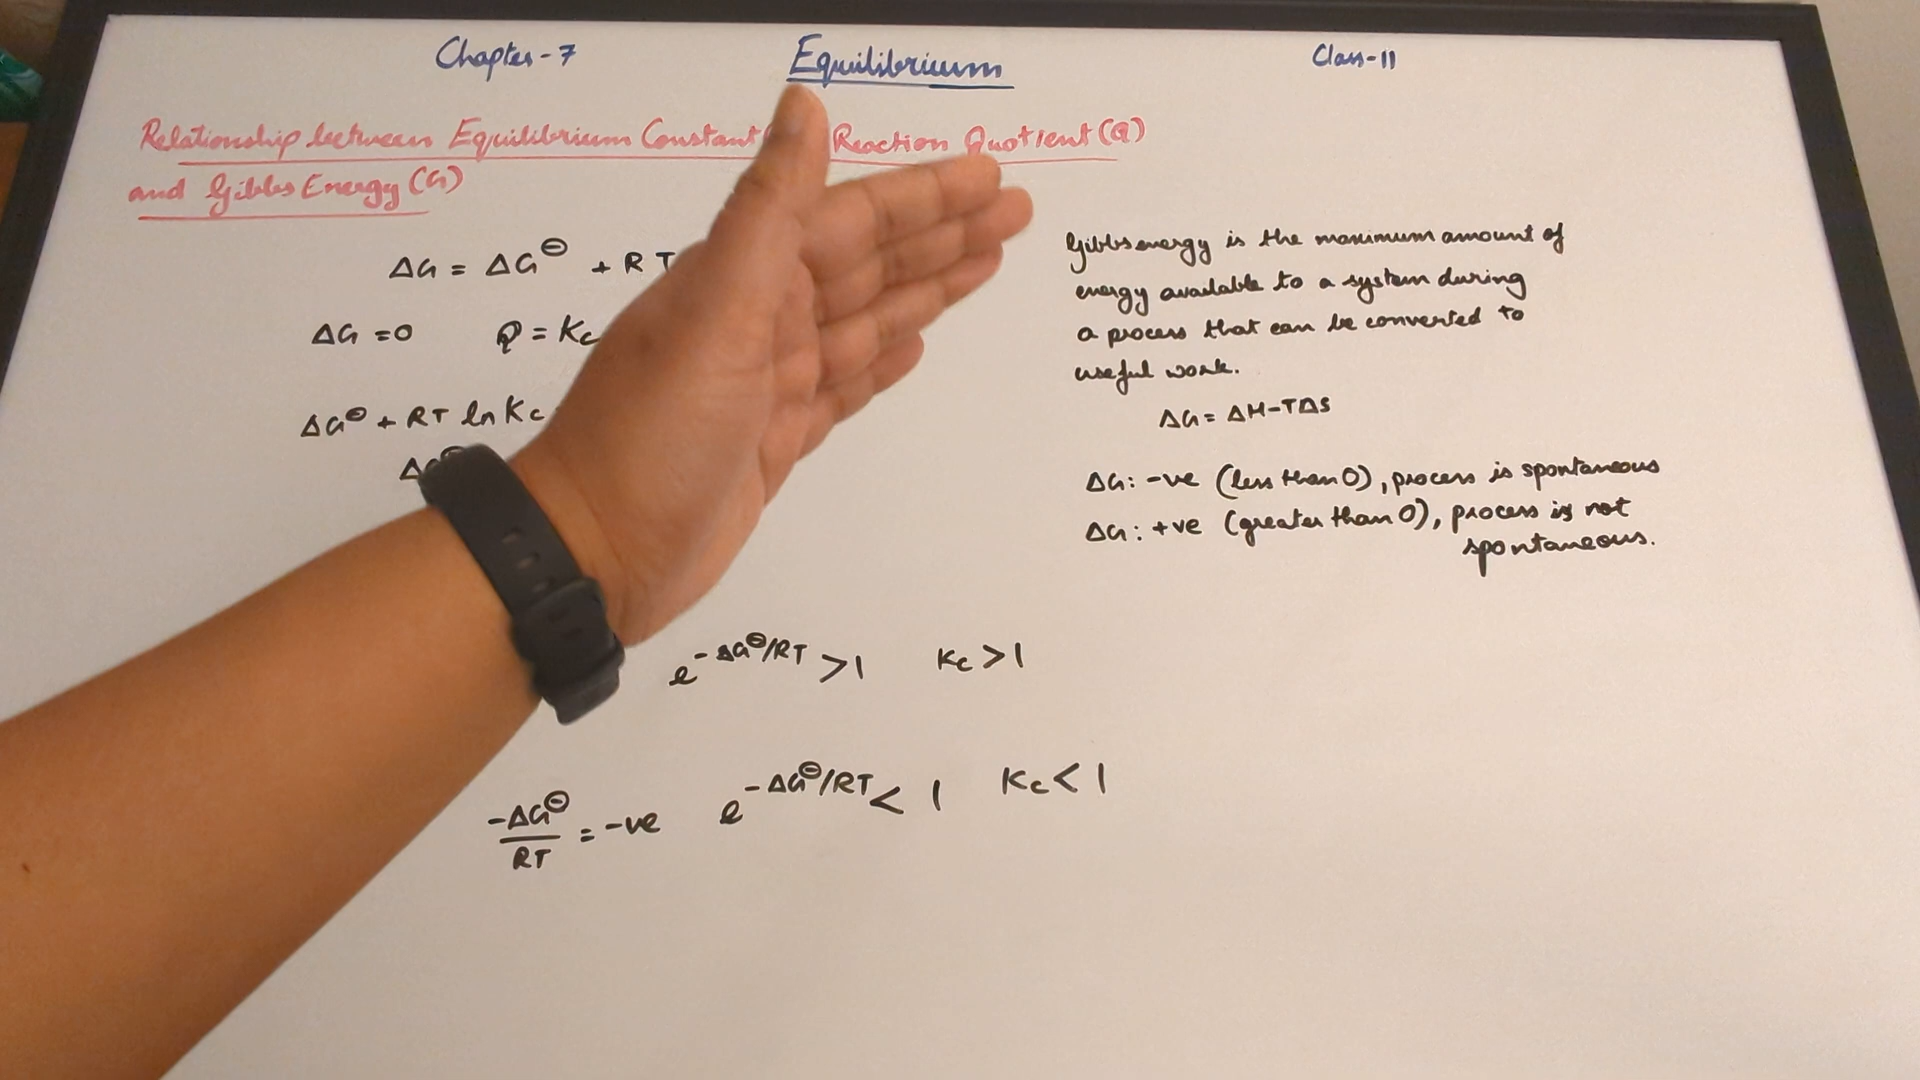 Chapter-7 Equilibrium Class-11
Relationship between Equilibrium Constant Reaction Quotient (Q)
and Gibbs Energy (G)
ΔG = ΔG⊖ + RT
ΔG = 0 Q = Kc
ΔG⊖ + RT ln Kc
Gibbs energy is the maximum amount of
energy available to a system during
a process that can be converted to
useful work.
ΔG = ΔH-TΔS
ΔG: -ve (less than 0), process is spontaneous
ΔG: +ve (greater than 0), process is not
spontaneous.
e^-ΔG⊖/RT > 1 Kc > 1
-ΔG⊖/RT = -ve e^-ΔG⊖/RT < 1 Kc < 1